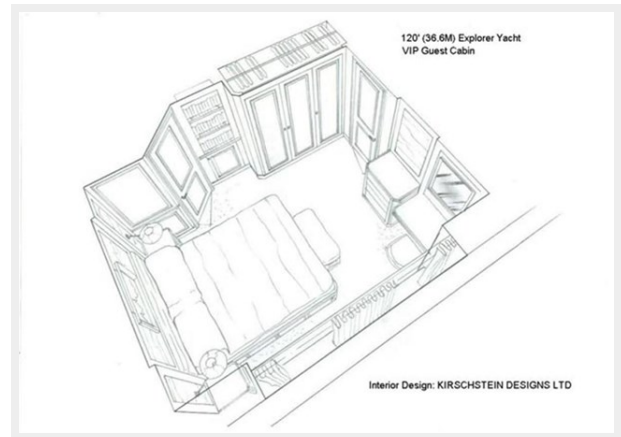 120' (36.6M) Explorer Yacht
VIP Guest Cabin
Interior Design: KIRSCHSTEIN DESIGNS LTD